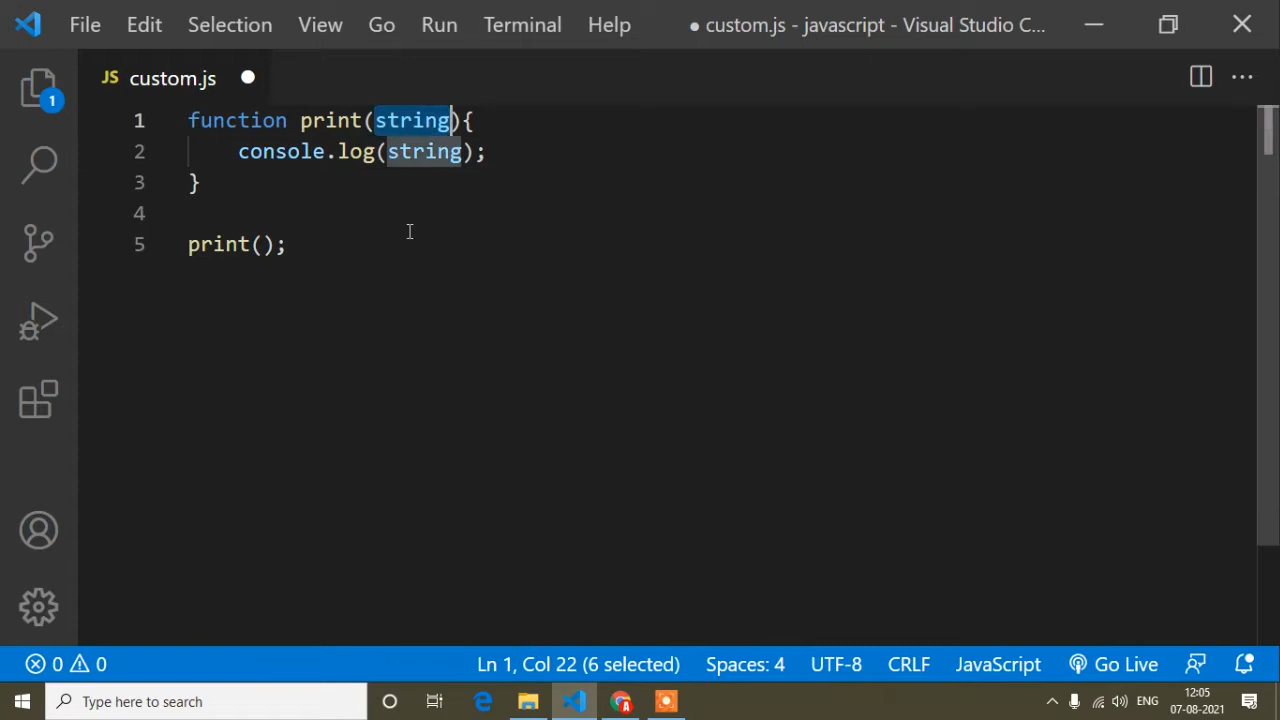 File Edit Selection View Run Terminal Help ● custom.js - javascript - Visual Studio C...
JS custom.js
1 function print(string){
2 console.log(string);
3 }
4
5 print();
1
0 0 Ln 1, Col 22 (6 selected) Spaces: 4 UTF-8 CRLF JavaScript Go Live
Type here to search ENG 12:05
07-08-2021